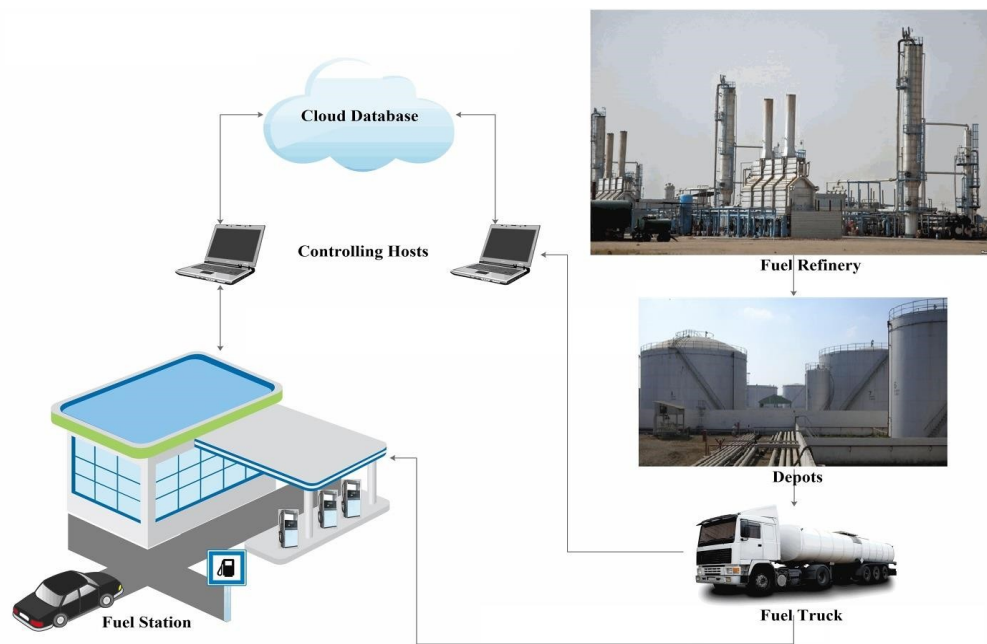 Cloud Database
Controlling Hosts
Fuel Refinery
Depots
Fuel Truck
Fuel Station